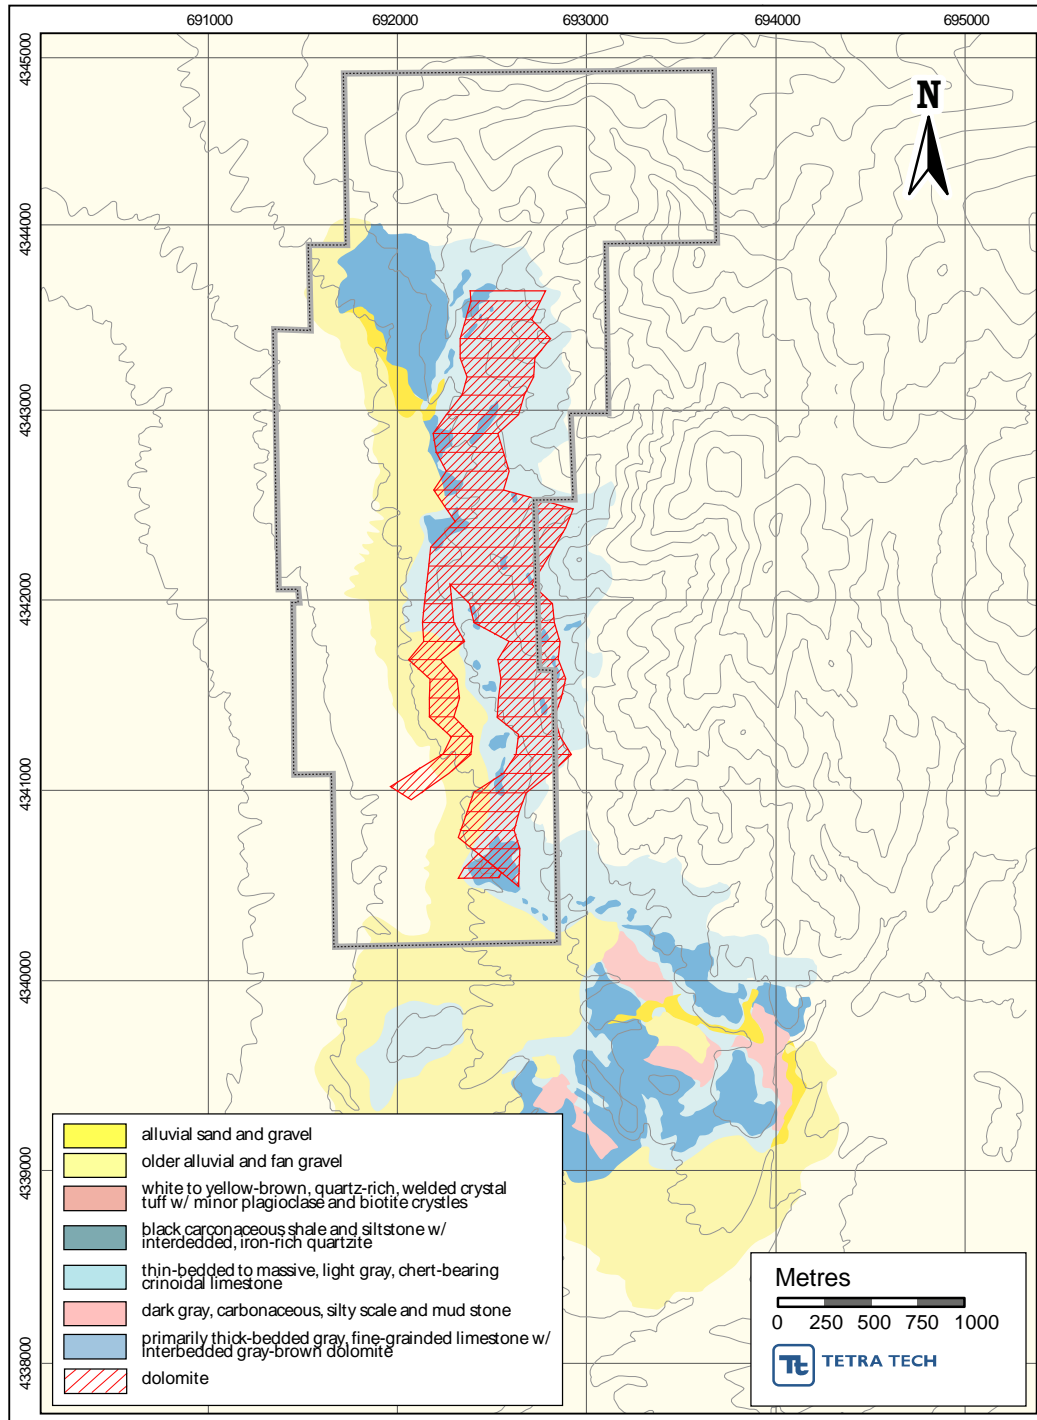 691000 692000 693000 694000 695000
4345000
N
4344000
4343000
4342000
4341000
4340000
4339000
4338000
alluvial sand and gravel
older alluvial and fan gravel
white to yellow-brown, quartz-rich, welded crystal
tuff w/ minor plagioclase and biotite crystles
black carconaceous shale and siltstone w/
interdedded, iron-rich quartzite
thin-bedded to massive, light gray, chert-bearing
crinoidal limestone
dark gray, carbonaceous, silty scale and mud stone
primarily thick-bedded gray, fine-grainded limestone w/
interbedded gray-brown dolomite
dolomite
Metres
0 250 500 750 1000
Tt TETRA TECH